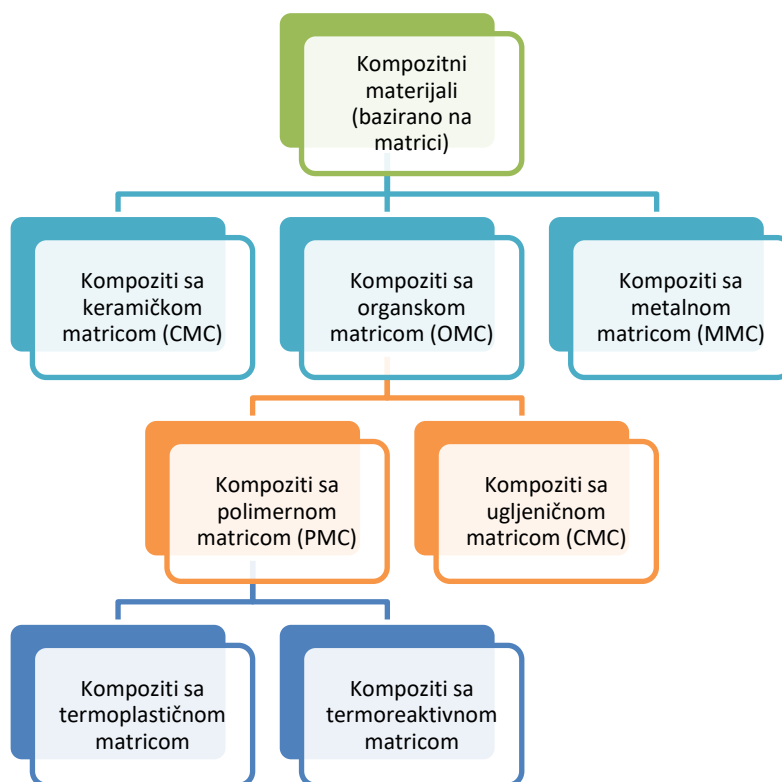 Kompozitni
materijali
(bazirano na
matrici)
Kompoziti sa
keramičkom
matricom (CMC)
Kompoziti sa
organskom
matricom (OMC)
Kompoziti sa
metalnom
matricom (MMC)
Kompoziti sa
polimernom
matricom (PMC)
Kompoziti sa
ugljeničnom
matricom (CMC)
Kompoziti sa
termoplastičnom
matricom
Kompoziti sa
termoreaktivnom
matricom